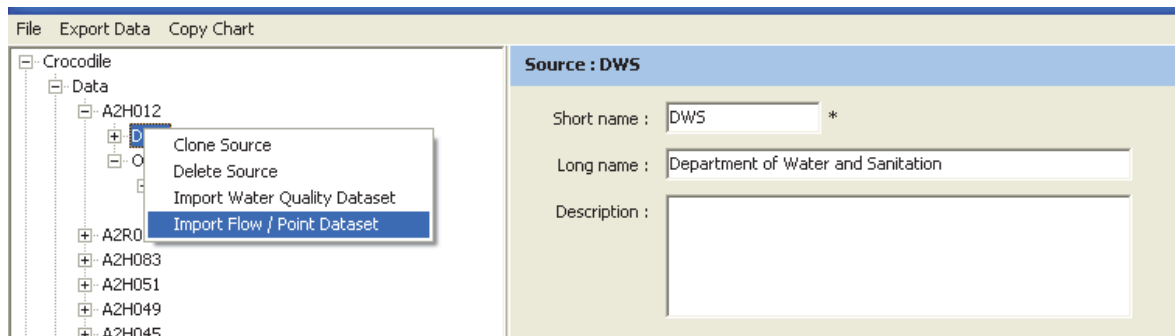 File Export Data Copy Chart
Crocodile
Data
A2H012
Clone Source
Delete Source
Import Water Quality Dataset
Import Flow / Point Dataset
A2H083
A2H051
A2H049
A2H045
Source : DWS
Short name : DWS *
Long name : Department of Water and Sanitation
Description :